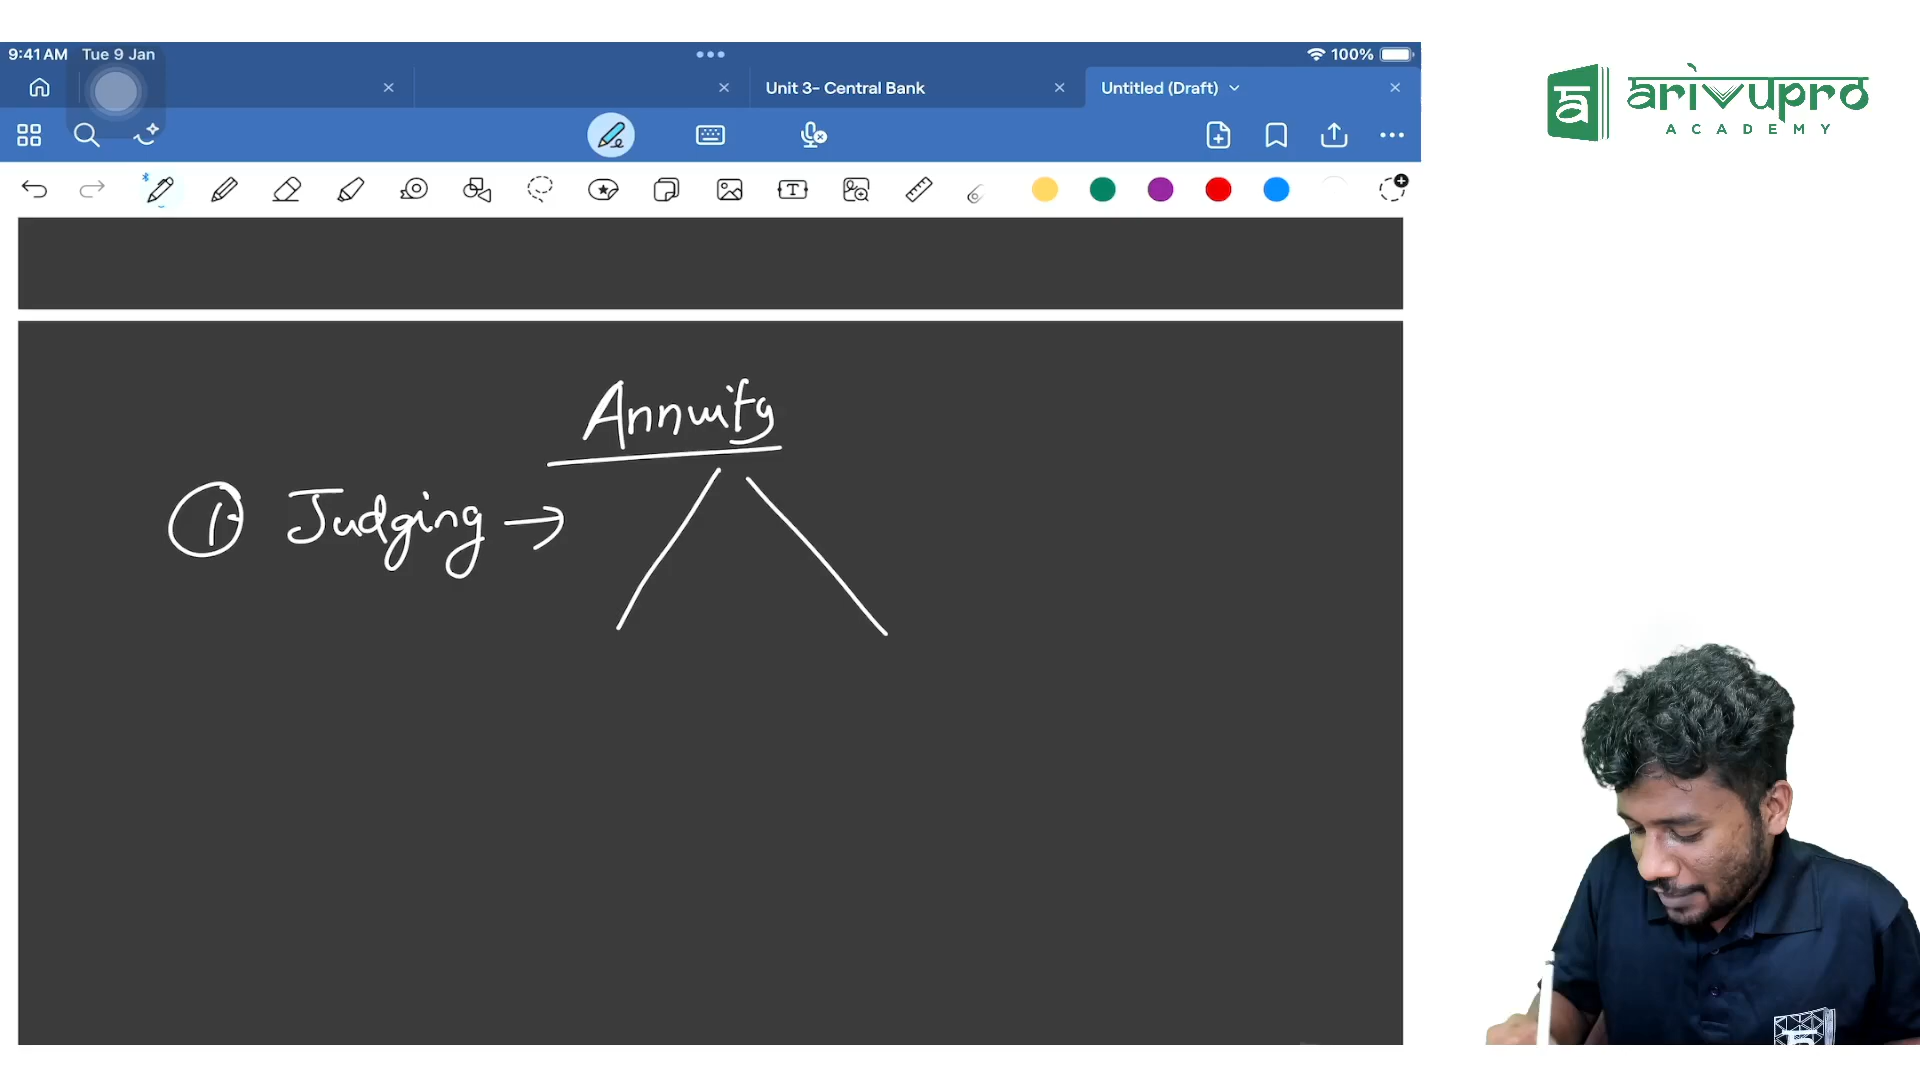 9:41 AM Tue 9 Jan
100%
Unit 3- Central Bank
Untitled (Draft)
arivupro
ACADEMY
Annuity
① Judging →